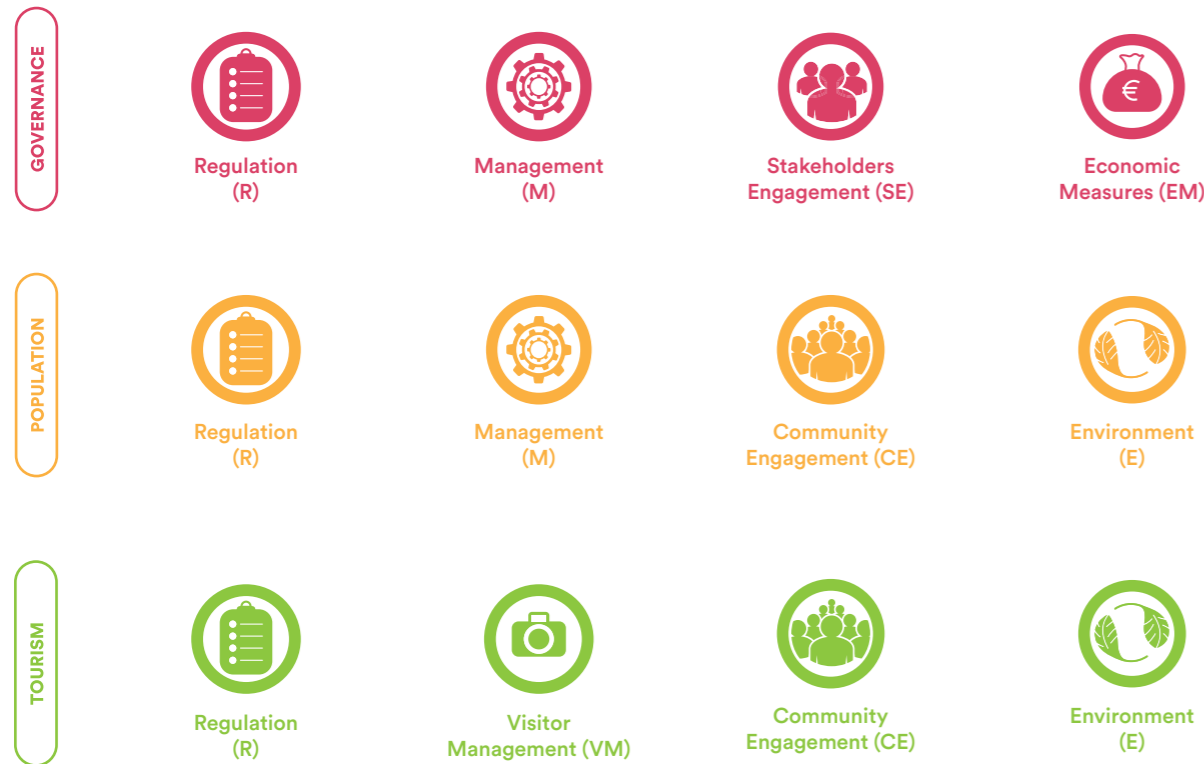 GOVERNANCE
Regulation
(R)
Management
(M)
Stakeholders
Engagement (SE)
€
Economic
Measures (EM)
POPULATION
Regulation
(R)
Management
(M)
Community
Engagement (CE)
Environment
(E)
TOURISM
Regulation
(R)
Visitor
Management (VM)
Community
Engagement (CE)
Environment
(E)